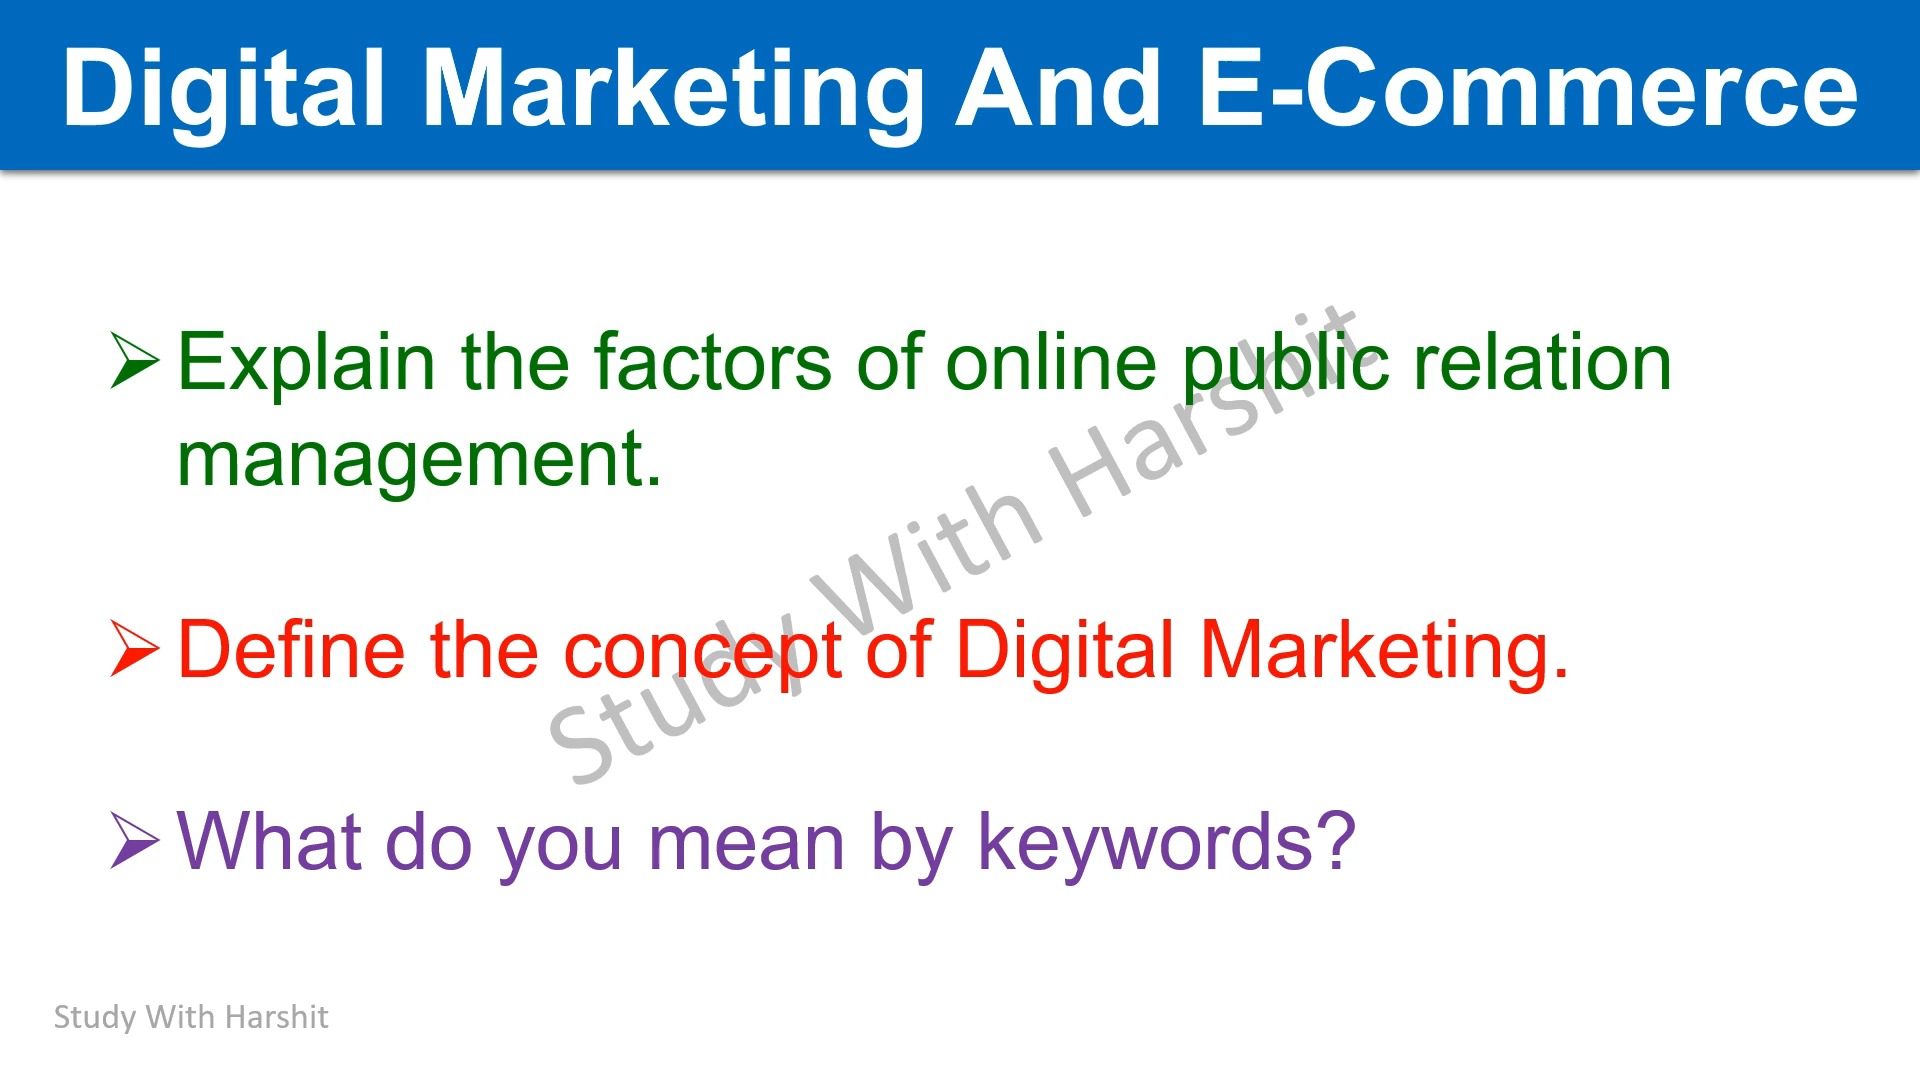 Digital Marketing And E-Commerce
➢Explain the factors of online public relation
management.
➢Define the concept of Digital Marketing.
➢What do you mean by keywords?
Study With Harshit
Study With Harshit